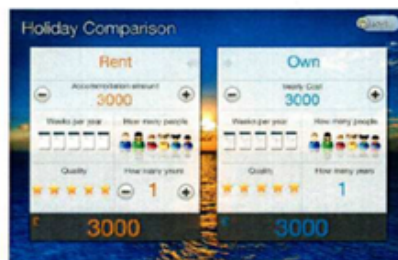 Holiday Comparison
Rent
Accommodation amount
3000
Weeks per year How many people
Quality How many years
1
£ 3000
Own
Yearly Cost
3000
Weeks per year How many people
Quality How many years
1
3000